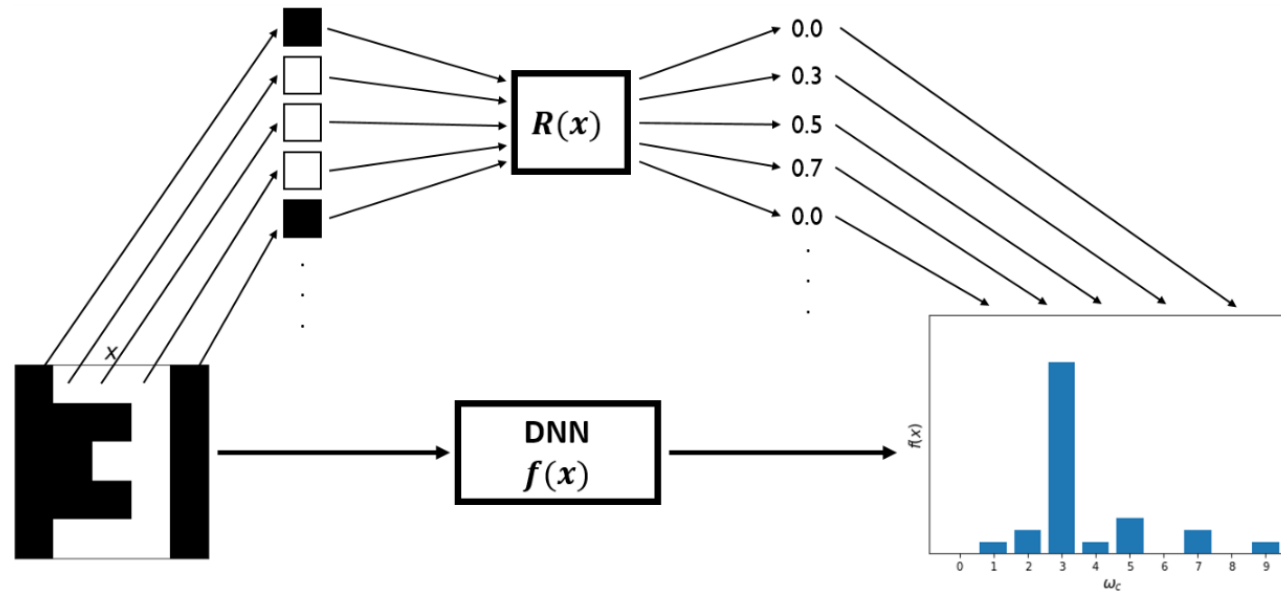 0.0
0.3
0.5
0.7
0.0
.
.
.
.
.
.
R(x)
x
DNN
f(x)
f(x)
0 1 2 3 4 5 6 7 8 9
ω_c